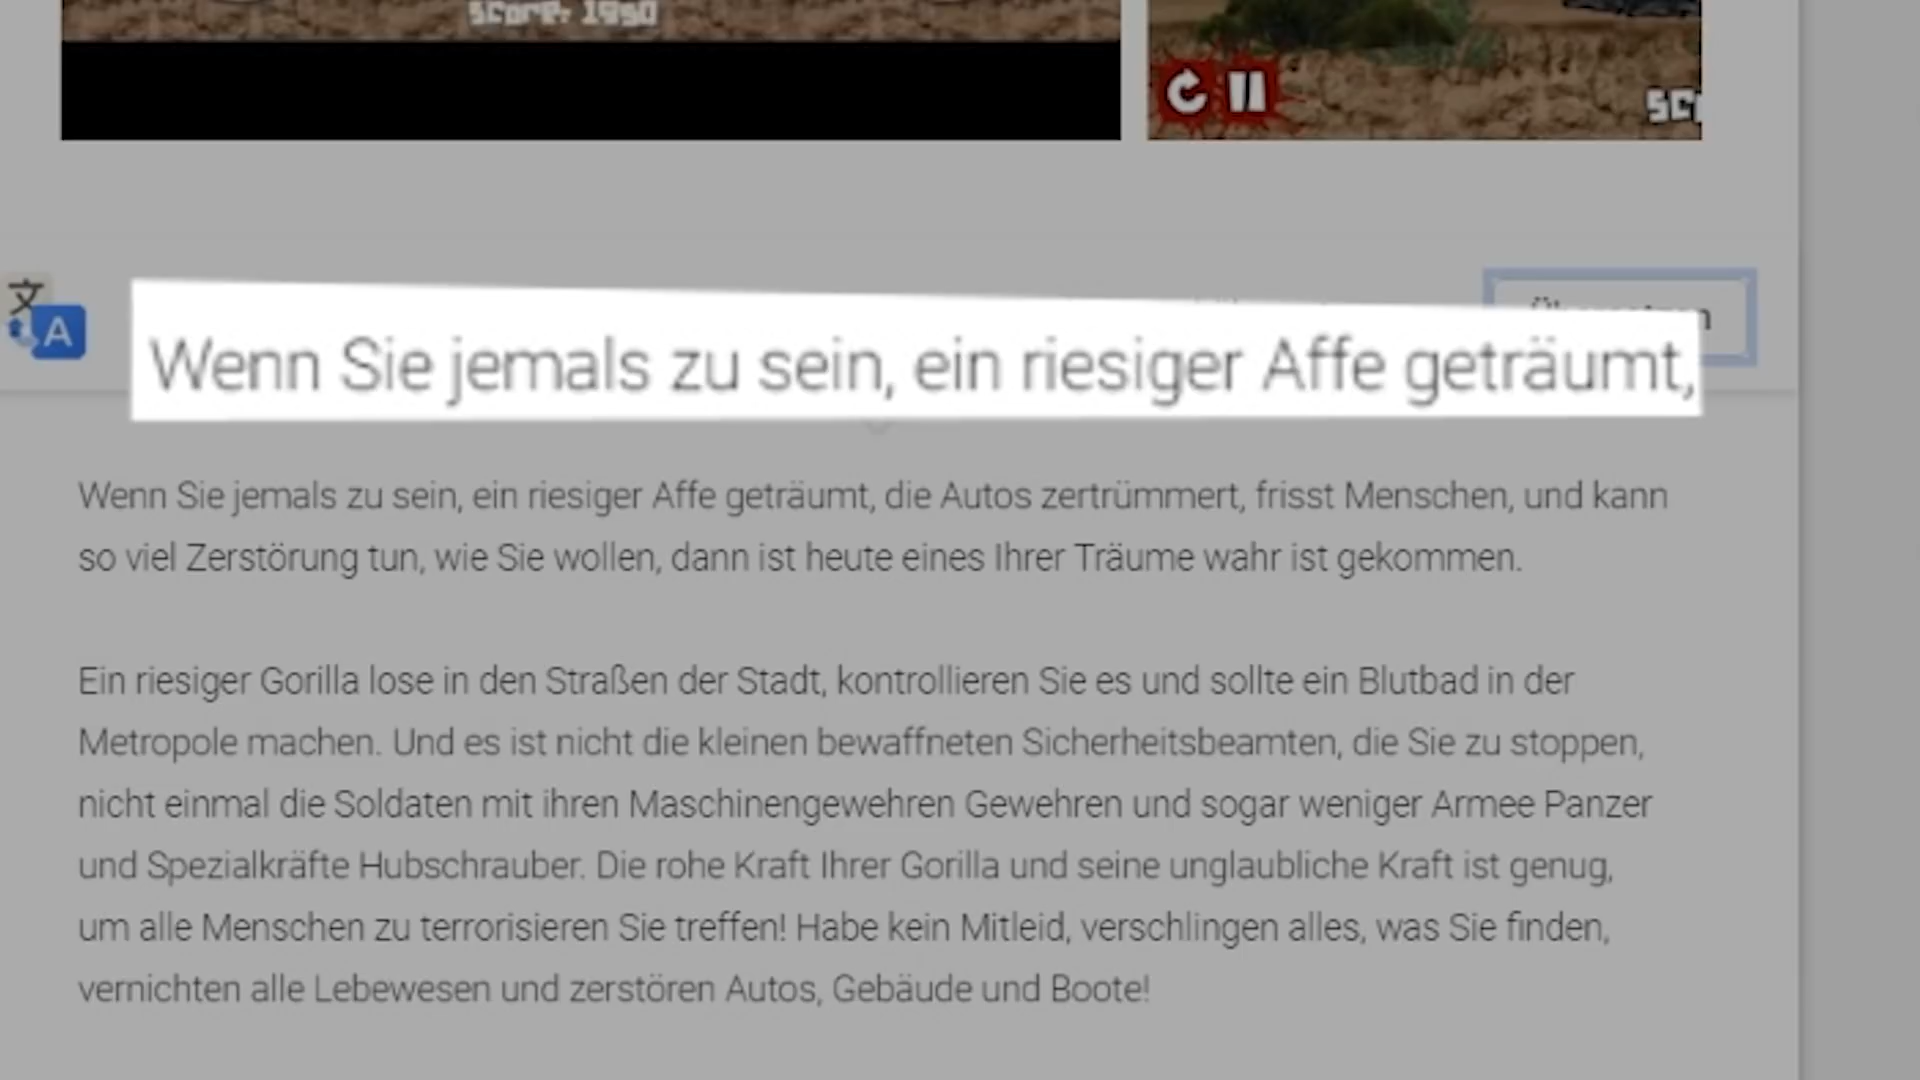 Score: 1950
文
A
Wenn Sie jemals zu sein, ein riesiger Affe geträumt,
Wenn Sie jemals zu sein, ein riesiger Affe geträumt, die Autos zertrümmert, frisst Menschen, und kann
so viel Zerstörung tun, wie Sie wollen, dann ist heute eines Ihrer Träume wahr ist gekommen.
Ein riesiger Gorilla lose in den Straßen der Stadt, kontrollieren Sie es und sollte ein Blutbad in der
Metropole machen. Und es ist nicht die kleinen bewaffneten Sicherheitsbeamten, die Sie zu stoppen,
nicht einmal die Soldaten mit ihren Maschinengewehren Gewehren und sogar weniger Armee Panzer
und Spezialkräfte Hubschrauber. Die rohe Kraft Ihrer Gorilla und seine unglaubliche Kraft ist genug,
um alle Menschen zu terrorisieren Sie treffen! Habe kein Mitleid, verschlingen alles, was Sie finden,
vernichten alle Lebewesen und zerstören Autos, Gebäude und Boote!